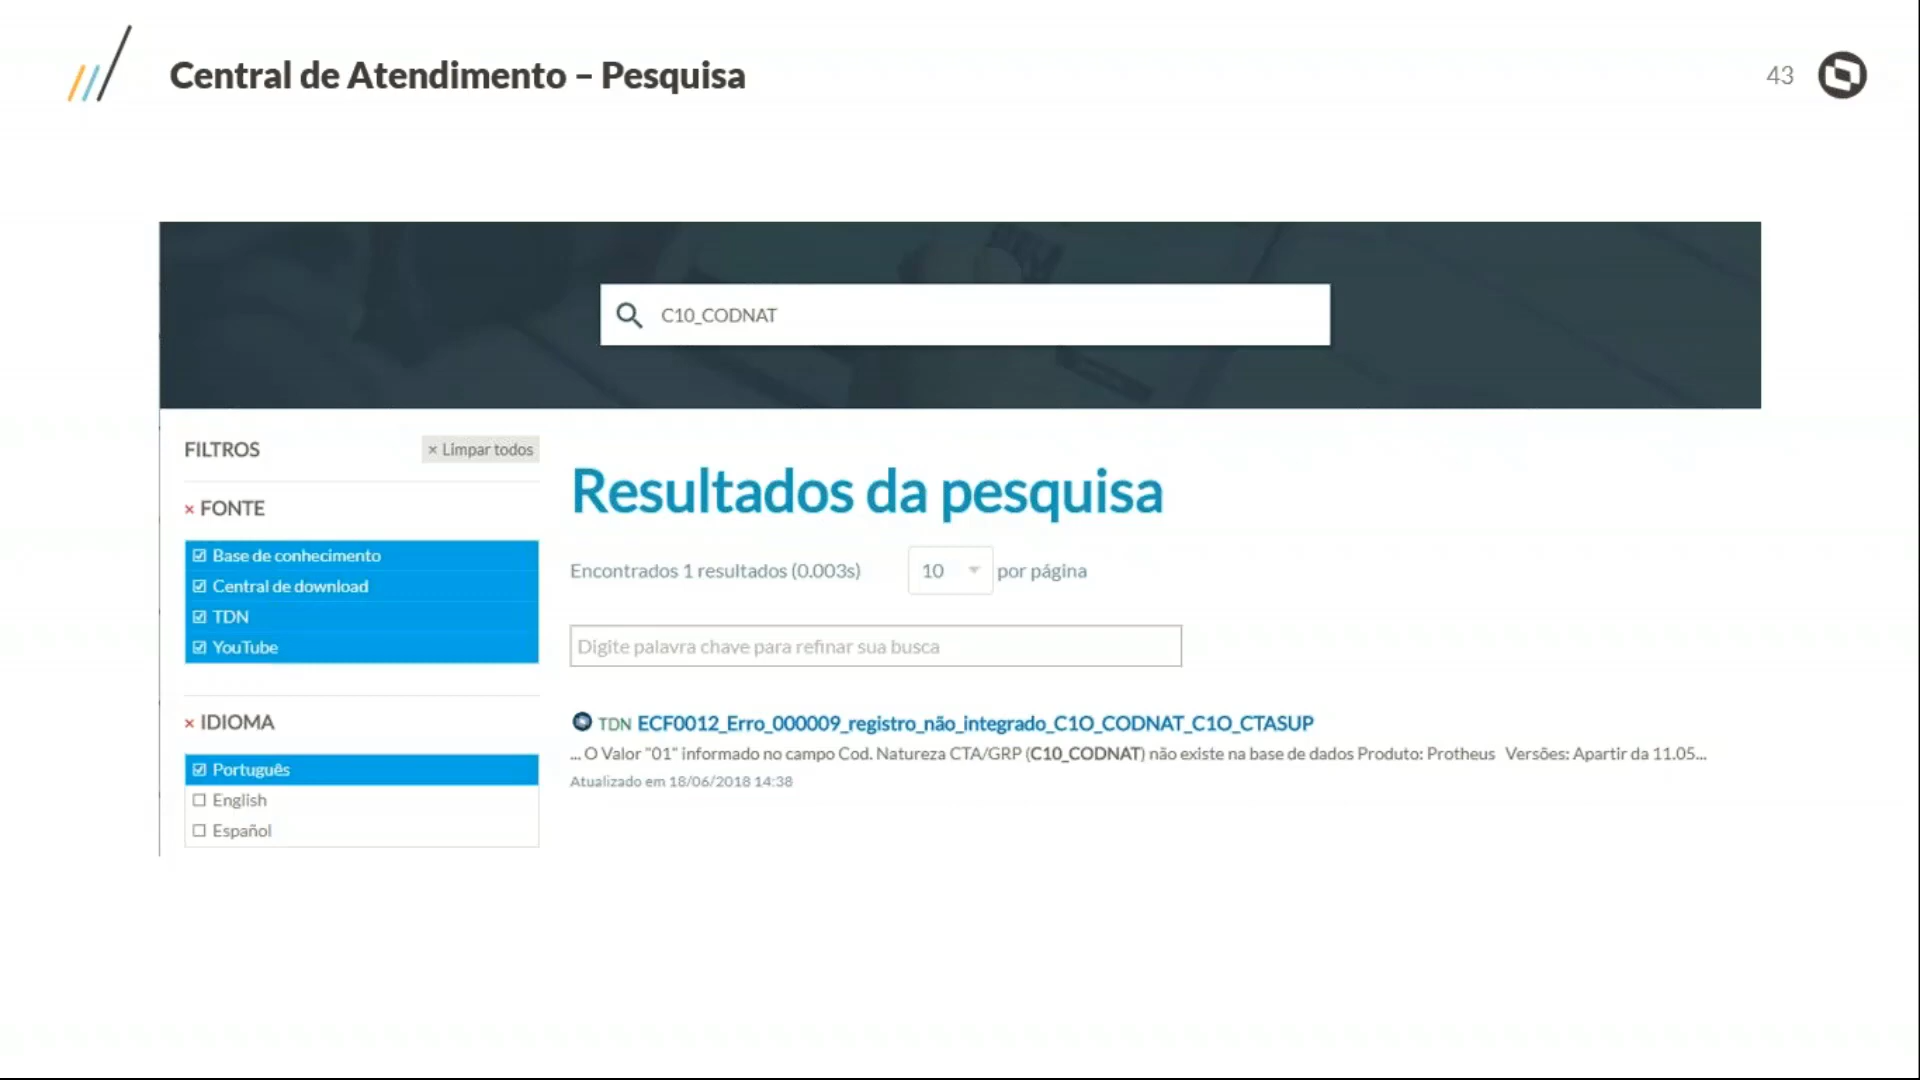 Central de Atendimento – Pesquisa
43
C10_CODNAT
FILTROS
× Limpar todos
× FONTE
Base de conhecimento
Central de download
TDN
YouTube
× IDIOMA
Português
English
Español
Resultados da pesquisa
Encontrados 1 resultados (0.003s)
10 por página
Digite palavra chave para refinar sua busca
TDN ECF0012_Erro_000009_registro_não_integrado_C1O_CODNAT_C1O_CTASUP
... O Valor "01" informado no campo Cod. Natureza CTA/GRP (C10_CODNAT) não existe na base de dados Produto: Protheus Versões: Apartir da 11.05...
Atualizado em 18/06/2018 14:38